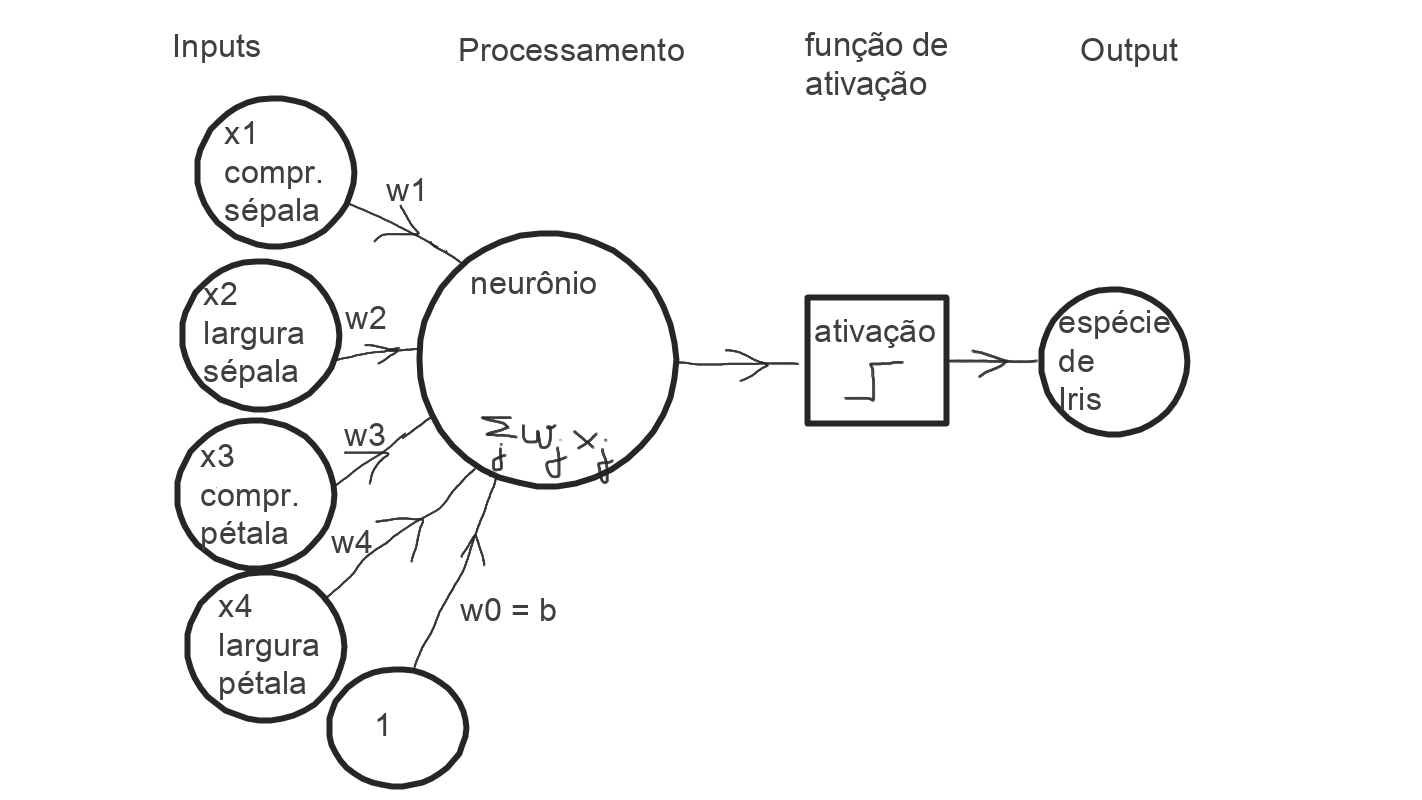 Inputs
Processamento
função de
ativação
Output
x1
compr.
sépala
w1
x2
largura
sépala
w2
x3
compr.
pétala
w3
x4
largura
pétala
w4
1
w0 = b
neurônio
Σ_j w_j x_j
ativação
espécie
de
Iris